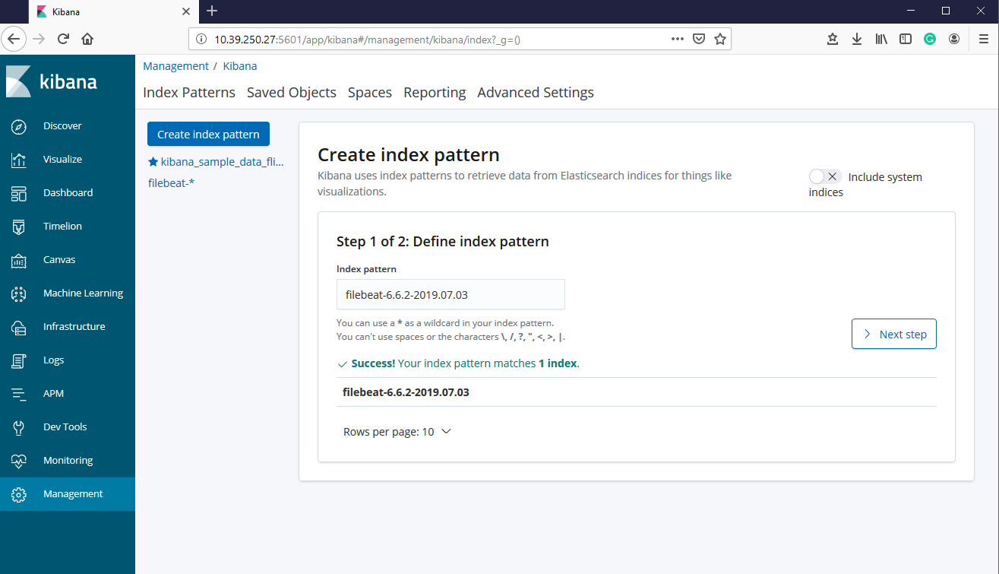 Kibana
10.39.250.27:5601/app/kibana#/management/kibana/index?_g=()
kibana
Discover
Visualize
Dashboard
Timelion
Canvas
Machine Learning
Infrastructure
Logs
APM
Dev Tools
Monitoring
Management
Management / Kibana
Index Patterns Saved Objects Spaces Reporting Advanced Settings
Create index pattern
kibana_sample_data_fli...
filebeat-*
Create index pattern
Kibana uses index patterns to retrieve data from Elasticsearch indices for things like
visualizations.
Include system
indices
Step 1 of 2: Define index pattern
Index pattern
filebeat-6.6.2-2019.07.03
You can use a * as a wildcard in your index pattern.
You can't use spaces or the characters \, /, ?, ", <, >, |.
Next step
Success! Your index pattern matches 1 index.
filebeat-6.6.2-2019.07.03
Rows per page: 10